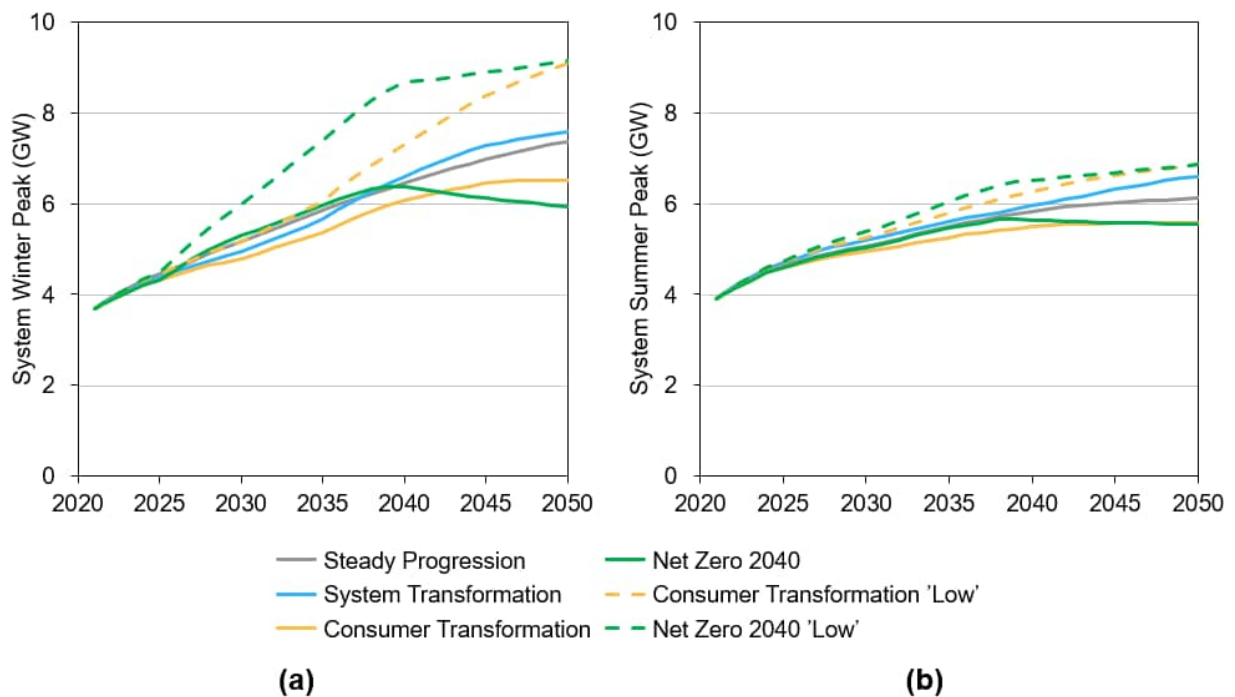 System Winter Peak (GW)
10
8
6
4
2
0
2020 2025 2030 2035 2040 2045 2050
System Summer Peak (GW)
10
8
6
4
2
0
2020 2025 2030 2035 2040 2045 2050
Steady Progression
Net Zero 2040
System Transformation
Consumer Transformation 'Low'
Consumer Transformation
Net Zero 2040 'Low'
(a)
(b)